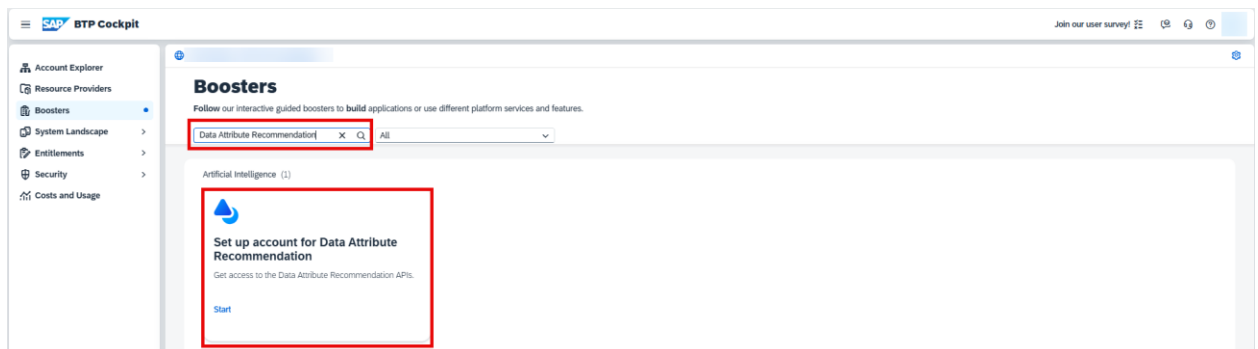 SAP BTP Cockpit
Join our user survey!
Account Explorer
Resource Providers
Boosters
System Landscape
Entitlements
Security
Costs and Usage
Boosters
Follow our interactive guided boosters to build applications or use different platform services and features.
Data Attribute Recommendation
All
Artificial Intelligence (1)
Set up account for Data Attribute
Recommendation
Get access to the Data Attribute Recommendation APIs.
Start